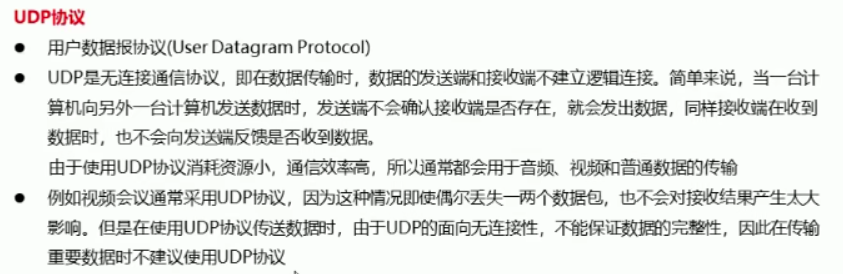 UDP协议
● 用户数据报协议(User Datagram Protocol)
● UDP是无连接通信协议，即在数据传输时，数据的发送端和接收端不建立逻辑连接。简单来说，当一台计
算机向另外一台计算机发送数据时，发送端不会确认接收端是否存在，就会发出数据，同样接收端在收到
数据时，也不会向发送端反馈是否收到数据。
由于使用UDP协议消耗资源小，通信效率高，所以通常都会用于音频、视频和普通数据的传输
● 例如视频会议通常采用UDP协议，因为这种情况即使偶尔丢失一两个数据包，也不会对接收结果产生太大
影响。但是在使用UDP协议传送数据时，由于UDP的面向无连接性，不能保证数据的完整性，因此在传输
重要数据时不建议使用UDP协议